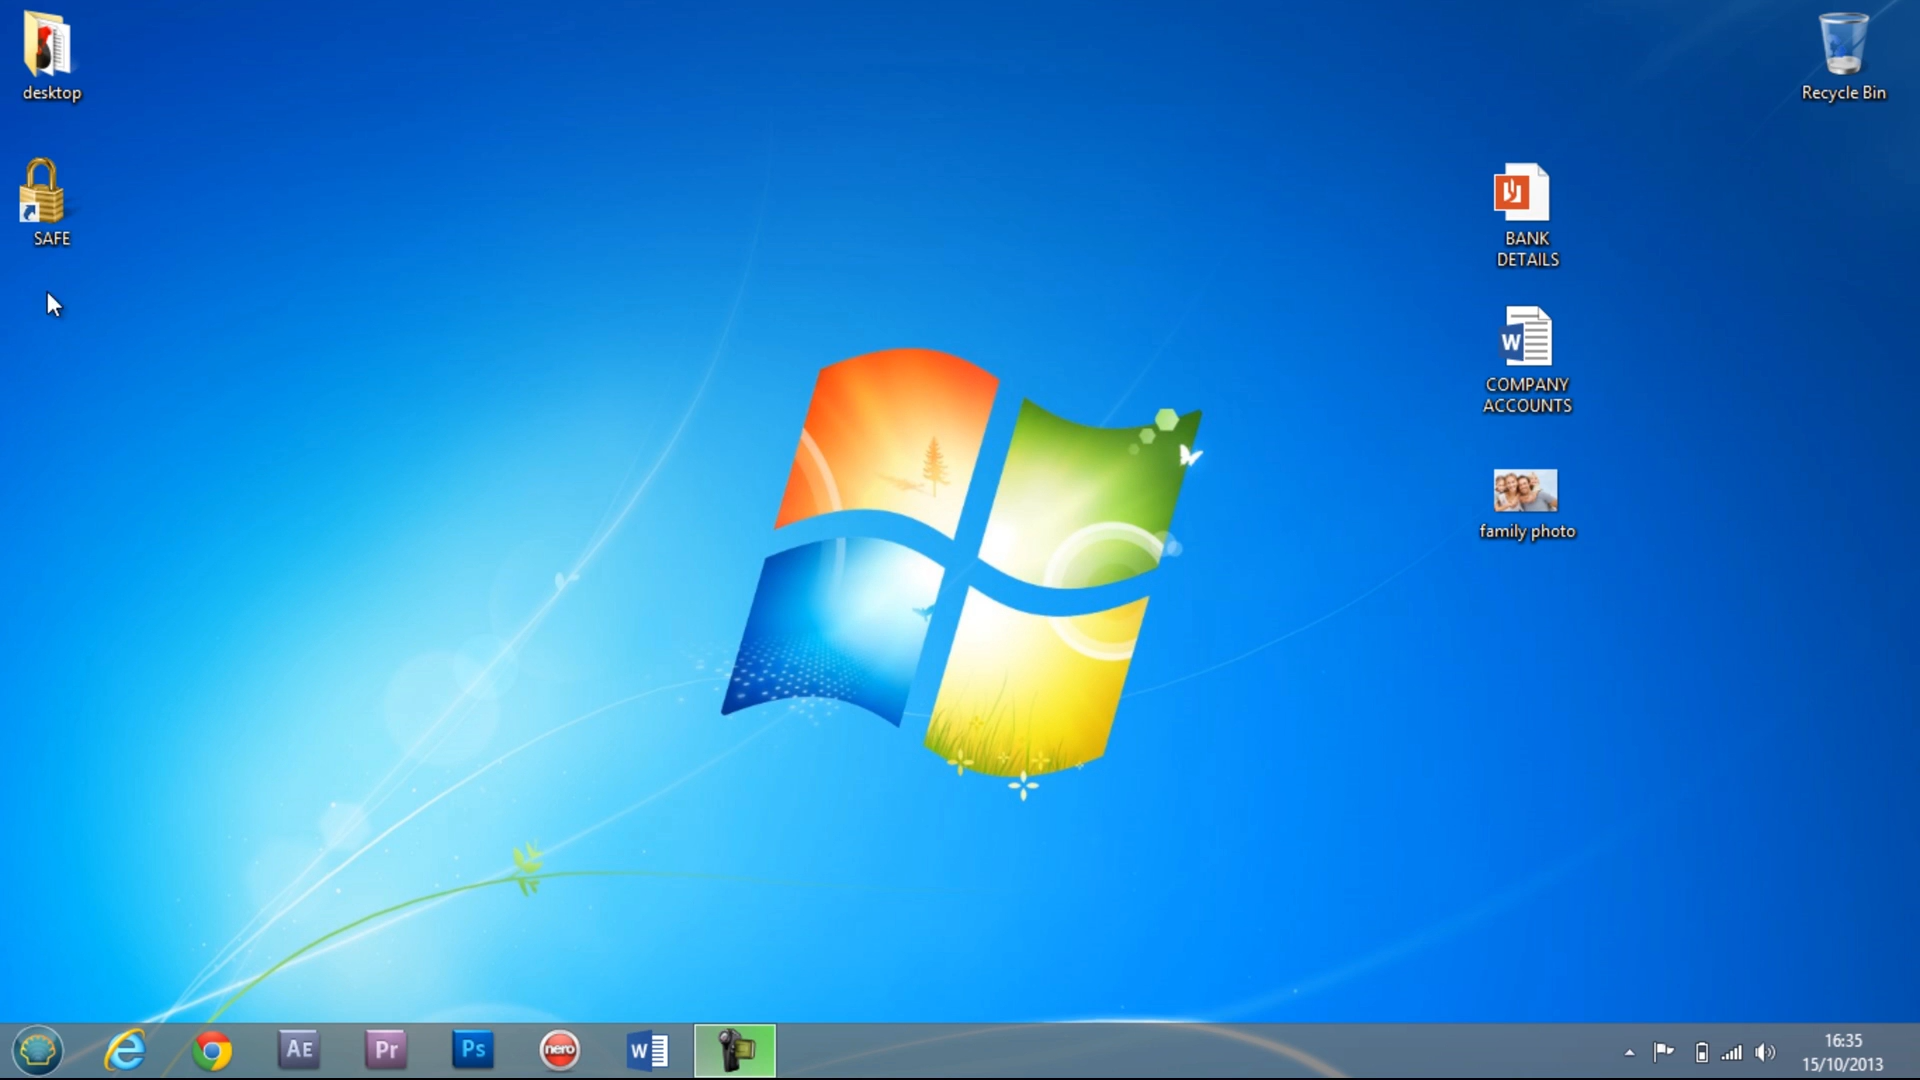 desktop
Recycle Bin
SAFE
BANK
DETAILS
W
COMPANY
ACCOUNTS
family photo
AE
Pr
Ps
nero
W
16:35
15/10/2013